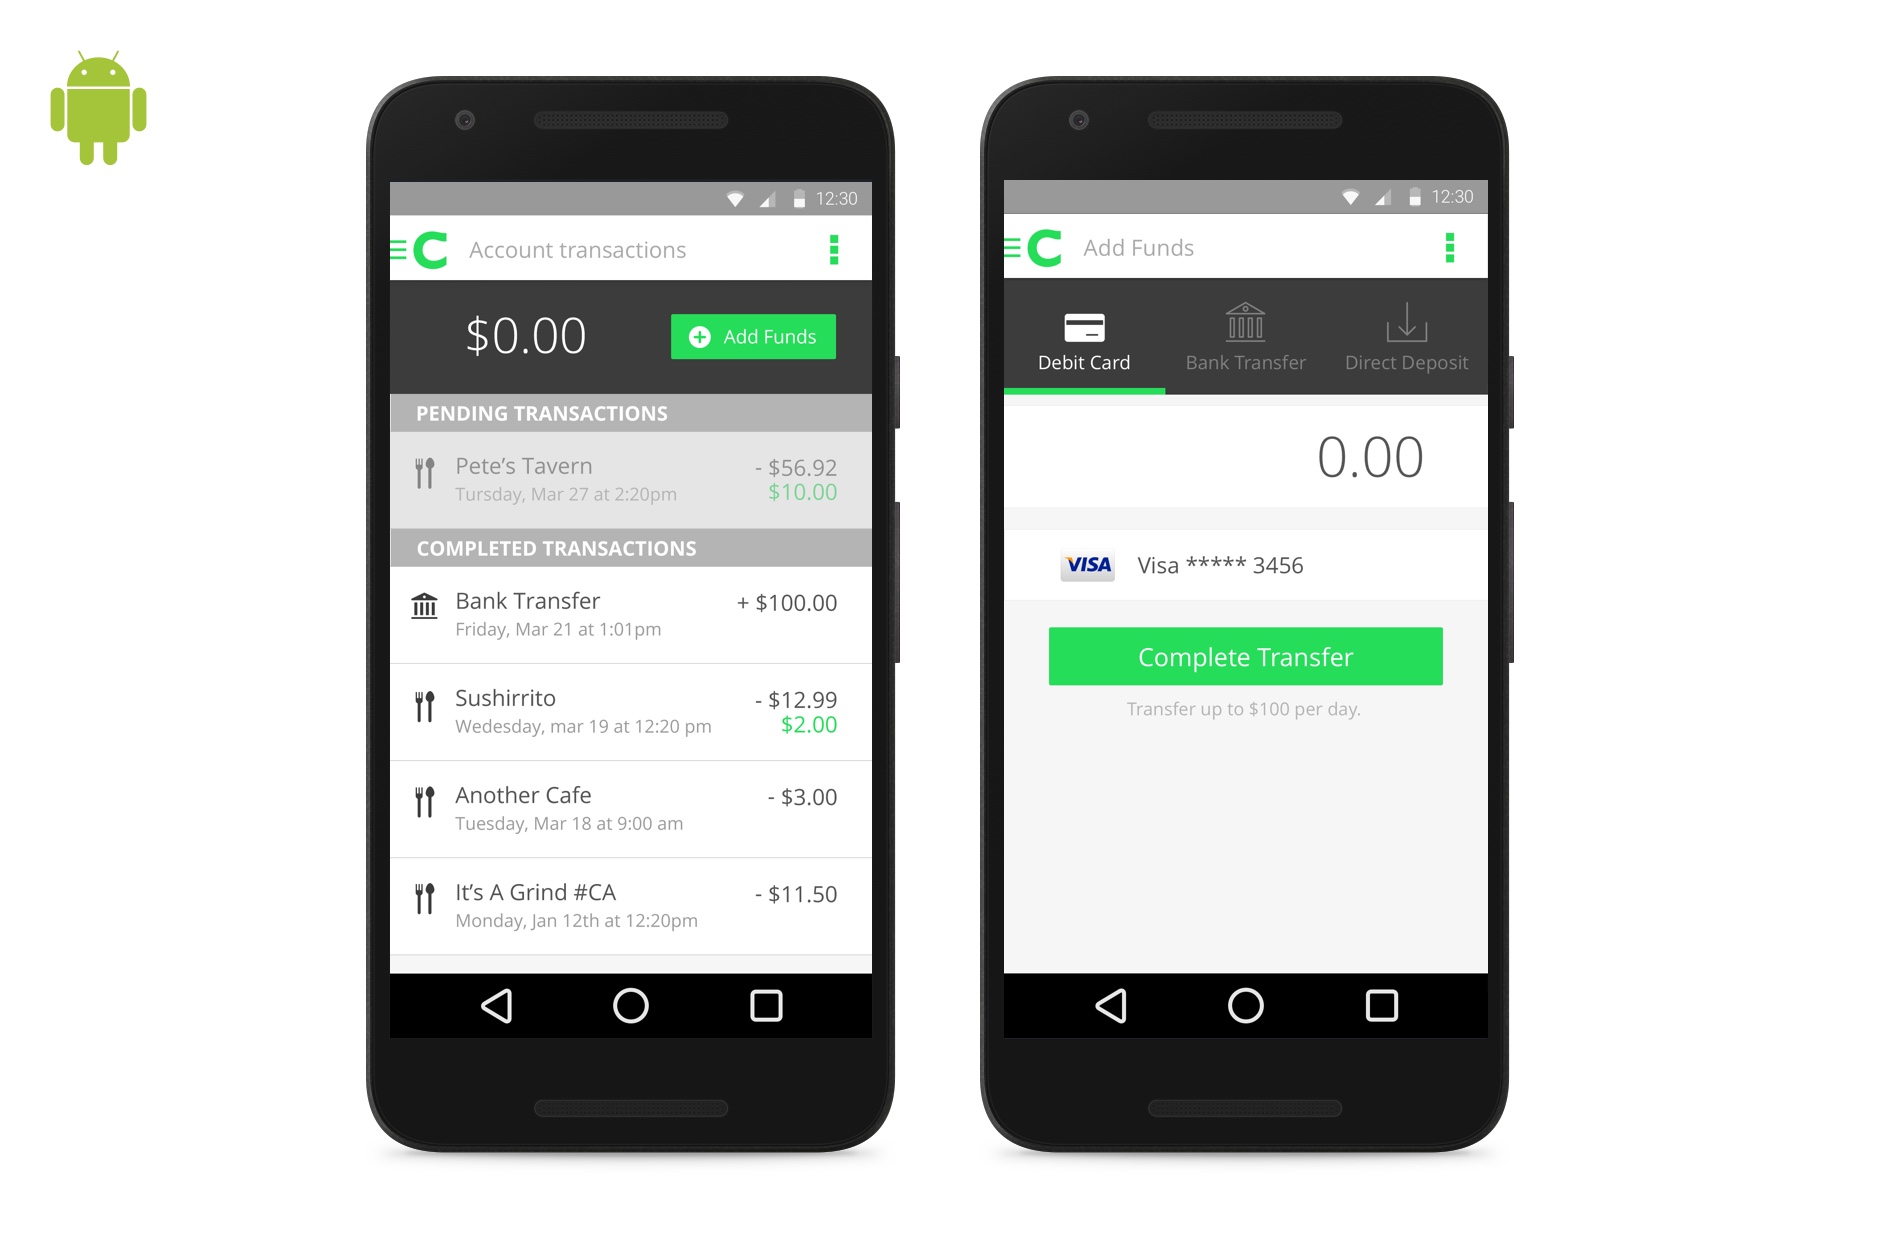 12:30
C Account transactions
$0.00
Add Funds
PENDING TRANSACTIONS
Pete's Tavern - $56.92
Tursday, Mar 27 at 2:20pm $10.00
COMPLETED TRANSACTIONS
Bank Transfer + $100.00
Friday, Mar 21 at 1:01pm
Sushirrito - $12.99
Wedesday, mar 19 at 12:20 pm $2.00
Another Cafe - $3.00
Tuesday, Mar 18 at 9:00 am
It's A Grind #CA - $11.50
Monday, Jan 12th at 12:20pm
12:30
C Add Funds
Debit Card Bank Transfer Direct Deposit
0.00
VISA Visa ***** 3456
Complete Transfer
Transfer up to $100 per day.